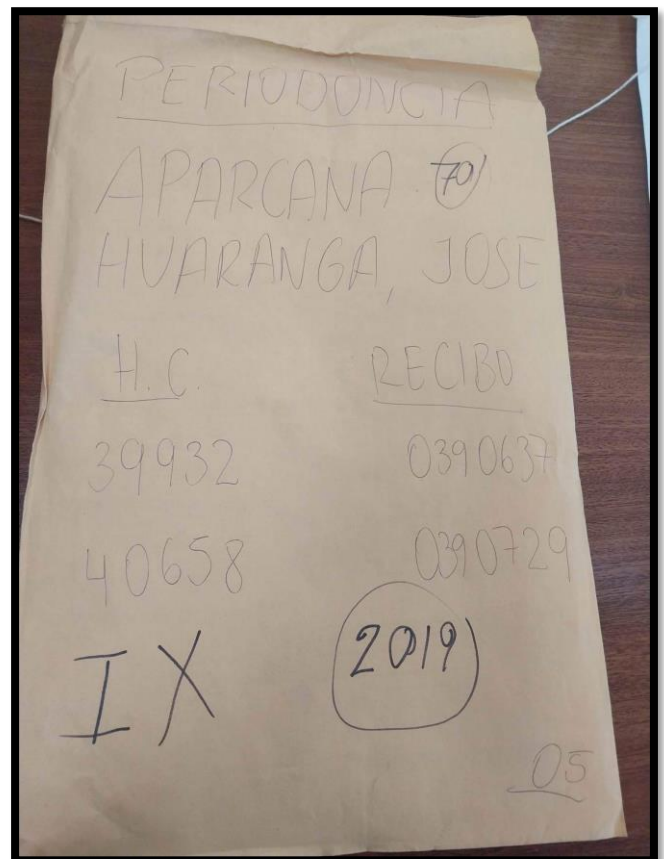 PERIODONCIA
APARCANA 70
HUARANGA, JOSE
H.C. RECIBO
39932 0390637
40658 0390729
IX 2019
05